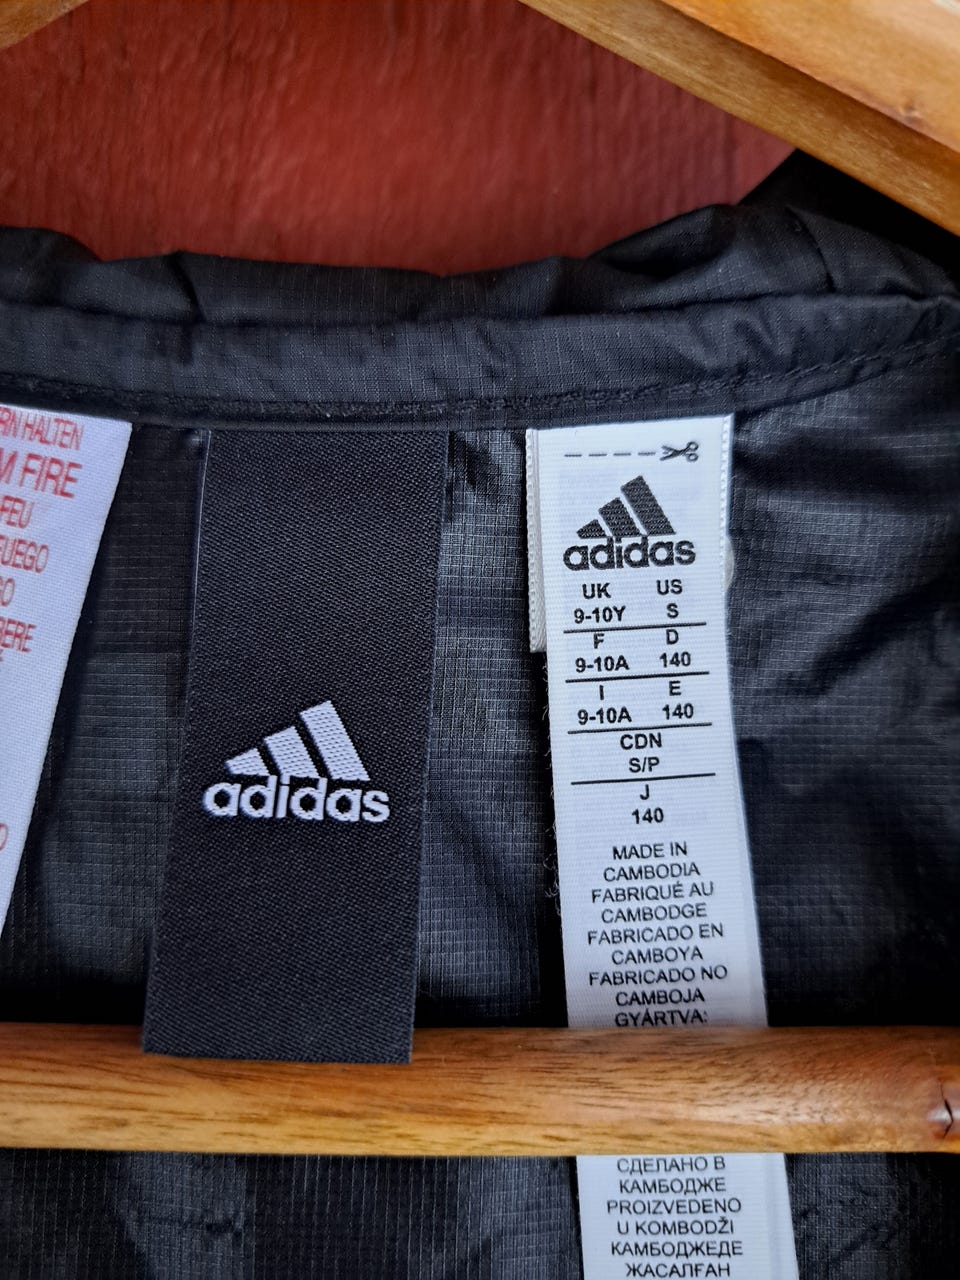 HALTEN
FIRE
adidas
adidas
UK US
9-10Y S
F D
9-10A 140
I E
9-10A 140
CDN
S/P
J
140
MADE IN
CAMBODIA
FABRIQUÉ AU
CAMBODGE
FABRICADO EN
CAMBOYA
FABRICADO NO
CAMBOJA
GYÁRTVA:
СДЕЛАНО В
КАМБОДЖЕ
PROIZVEDENO
U KOMBODŽI
КАМБОДЖЕДЕ
ЖАСАЛҒАН